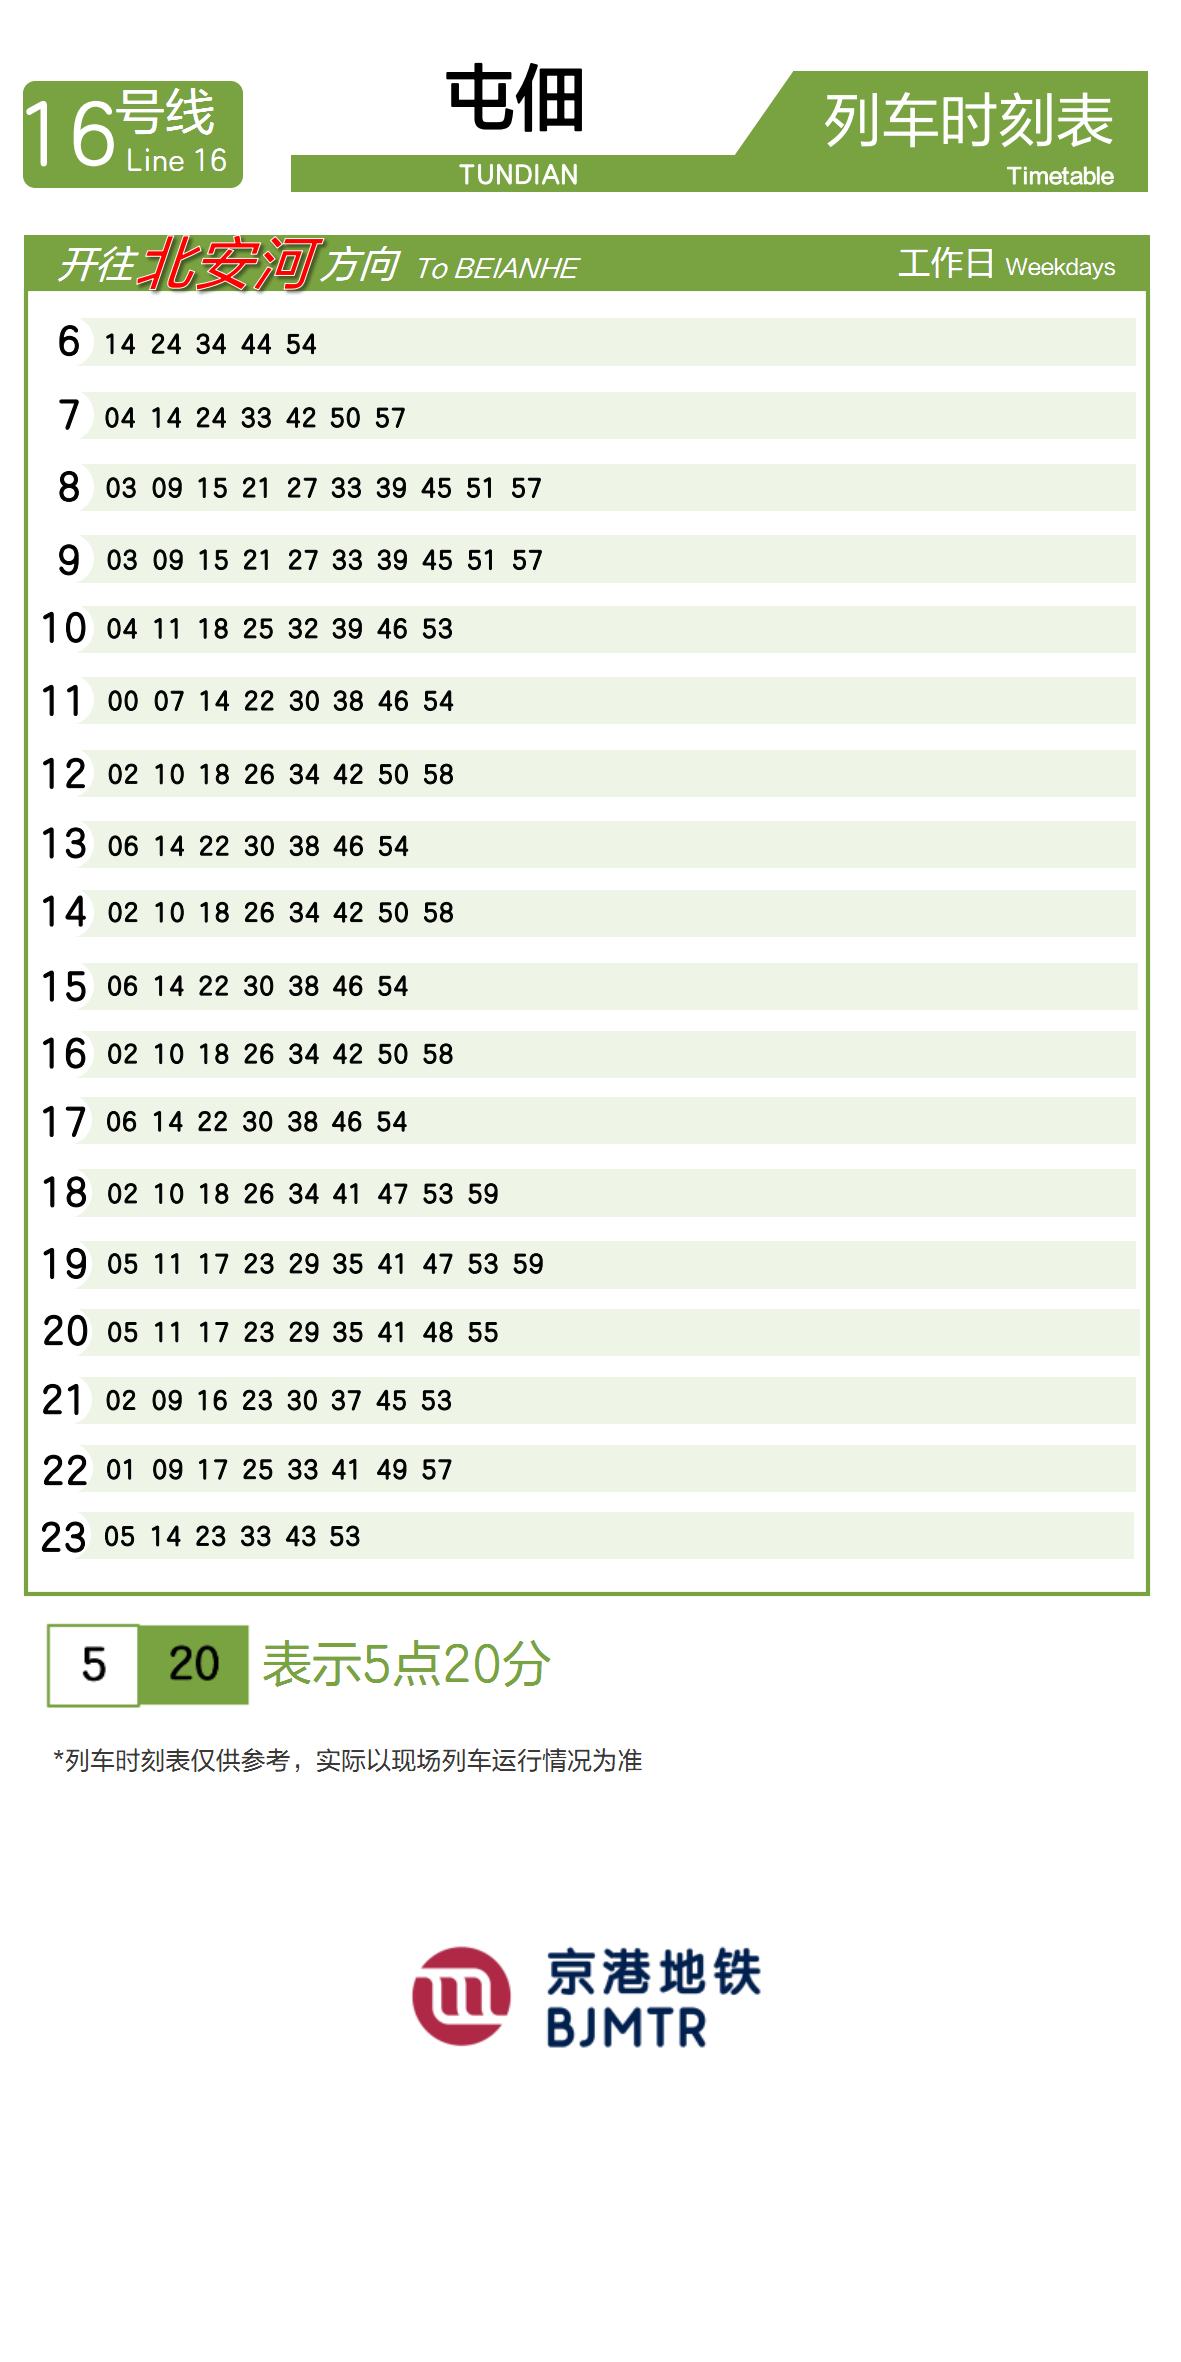 16号线
Line 16
屯佃
TUNDIAN
列车时刻表
Timetable
开往北安河方向 To BEIANHE 工作日 Weekdays
6 14 24 34 44 54
7 04 14 24 33 42 50 57
8 03 09 15 21 27 33 39 45 51 57
9 03 09 15 21 27 33 39 45 51 57
10 04 11 18 25 32 39 46 53
11 00 07 14 22 30 38 46 54
12 02 10 18 26 34 42 50 58
13 06 14 22 30 38 46 54
14 02 10 18 26 34 42 50 58
15 06 14 22 30 38 46 54
16 02 10 18 26 34 42 50 58
17 06 14 22 30 38 46 54
18 02 10 18 26 34 41 47 53 59
19 05 11 17 23 29 35 41 47 53 59
20 05 11 17 23 29 35 41 48 55
21 02 09 16 23 30 37 45 53
22 01 09 17 25 33 41 49 57
23 05 14 23 33 43 53
5 20 表示5点20分
*列车时刻表仅供参考，实际以现场列车运行情况为准
京港地铁
BJMTR